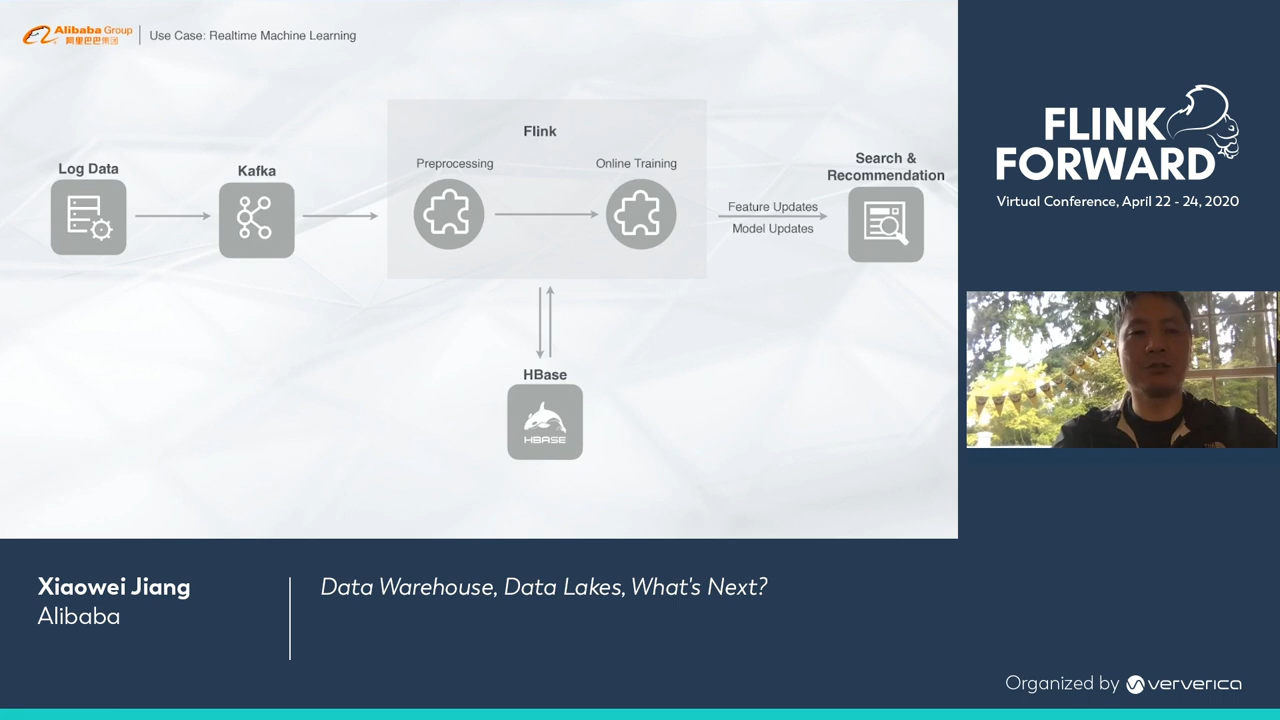 Alibaba Group
阿里巴巴集团
Use Case: Realtime Machine Learning
Flink
Preprocessing
Online Training
Log Data
Kafka
Search &
Recommendation
Feature Updates
Model Updates
HBase
HBASE
FLINK
FORWARD
Virtual Conference, April 22 - 24, 2020
Xiaowei Jiang
Alibaba
Data Warehouse, Data Lakes, What's Next?
Organized by ververica